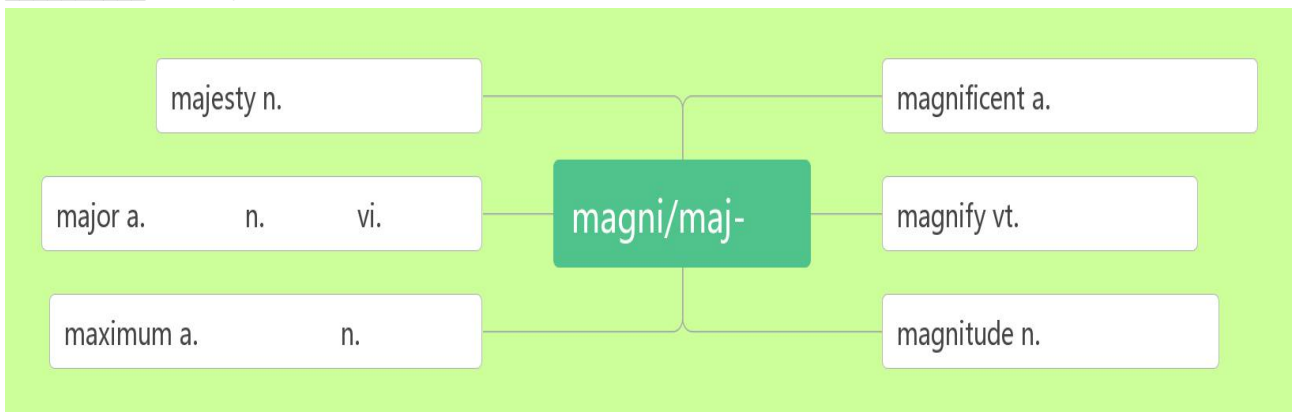 majesty n.
major a. n. vi.
maximum a. n.
magni/maj-
magnificent a.
magnify vt.
magnitude n.